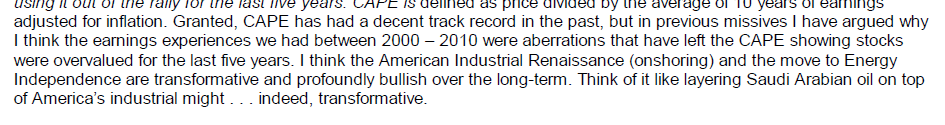 using it out of the rally for the last five years. CAPE is defined as price divided by the average of 10 years of earnings
adjusted for inflation. Granted, CAPE has had a decent track record in the past, but in previous missives I have argued why
I think the earnings experiences we had between 2000 – 2010 were aberrations that have left the CAPE showing stocks
were overvalued for the last five years. I think the American Industrial Renaissance (onshoring) and the move to Energy
Independence are transformative and profoundly bullish over the long-term. Think of it like layering Saudi Arabian oil on top
of America's industrial might . . . indeed, transformative.